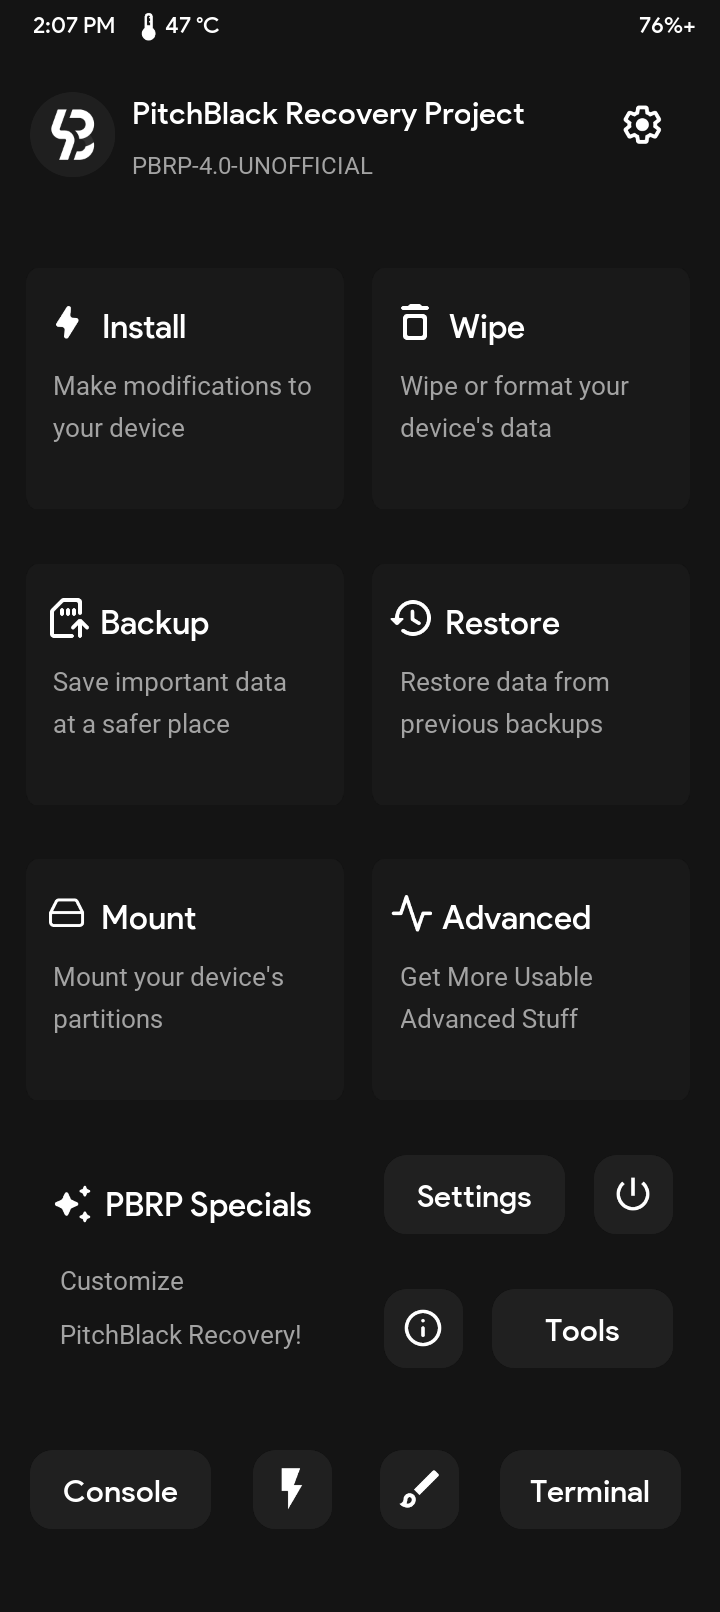 2:07 PM 47 °C 76%+
PitchBlack Recovery Project
PBRP-4.0-UNOFFICIAL
Install
Make modifications to
your device
Wipe
Wipe or format your
device's data
Backup
Save important data
at a safer place
Restore
Restore data from
previous backups
Mount
Mount your device's
partitions
Advanced
Get More Usable
Advanced Stuff
PBRP Specials
Customize
PitchBlack Recovery!
Settings
Tools
Console
Terminal